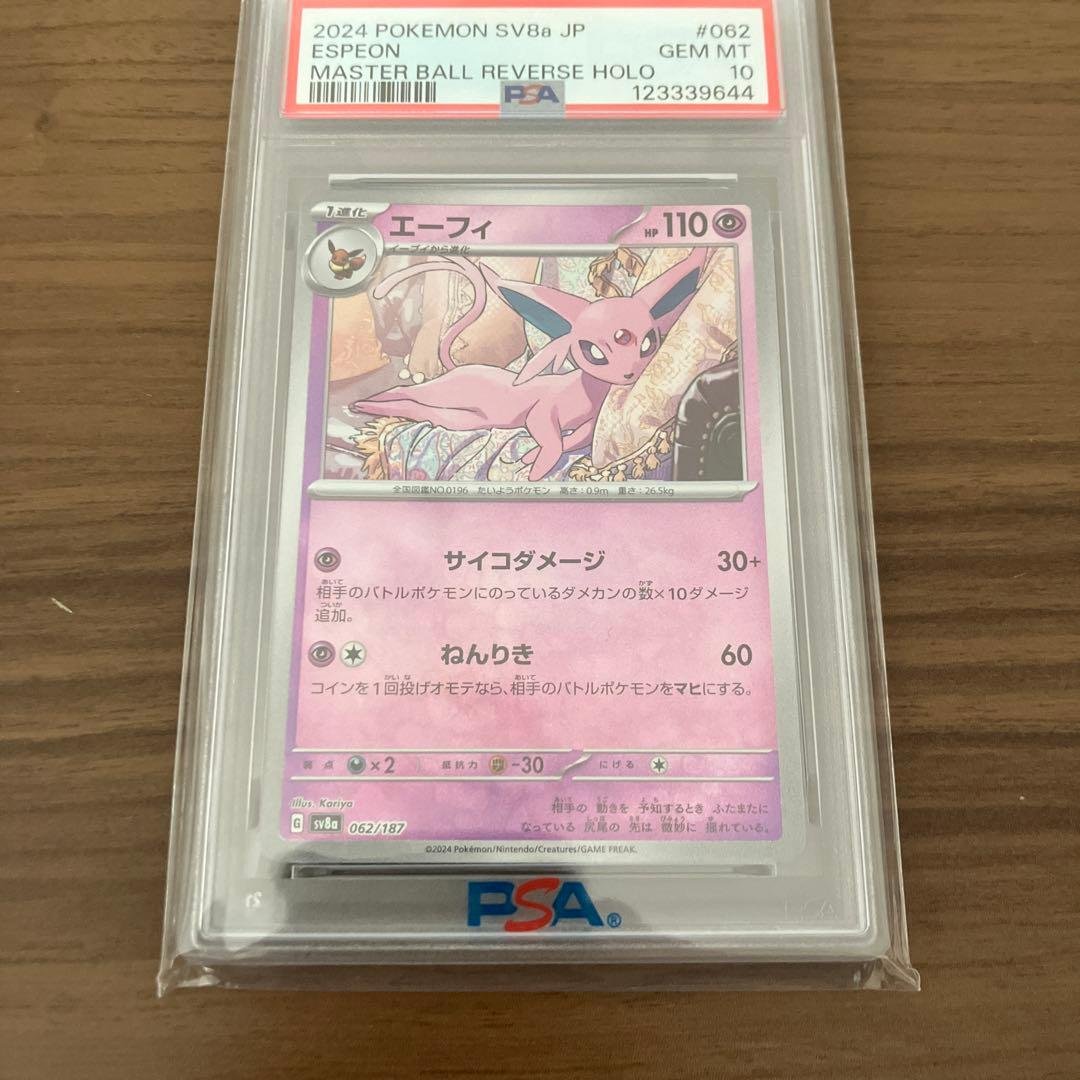 2024 POKEMON SV8a JP #062
ESPEON GEM MT
MASTER BALL REVERSE HOLO 10
PSA 123339644
1進化 エーフィ HP 110
イーブイから進化
全国図鑑NO.0196 たいようポケモン 高さ:0.9m 重さ:26.5kg
サイコダメージ 30+
相手のバトルポケモンにのっているダメカンの数×10ダメージ
追加。
ねんりき 60
コインを1回投げオモテなら、相手のバトルポケモンをマヒにする。
弱点 ×2 抵抗力 -30 にげる
Illus. Kariya
相手の 動きを 予知するとき ふたまたに
なっている 尻尾の 先は 微妙に 揺れている。
G SV8a 062/187
©2024 Pokémon/Nintendo/Creatures/GAME FREAK.
PSA®